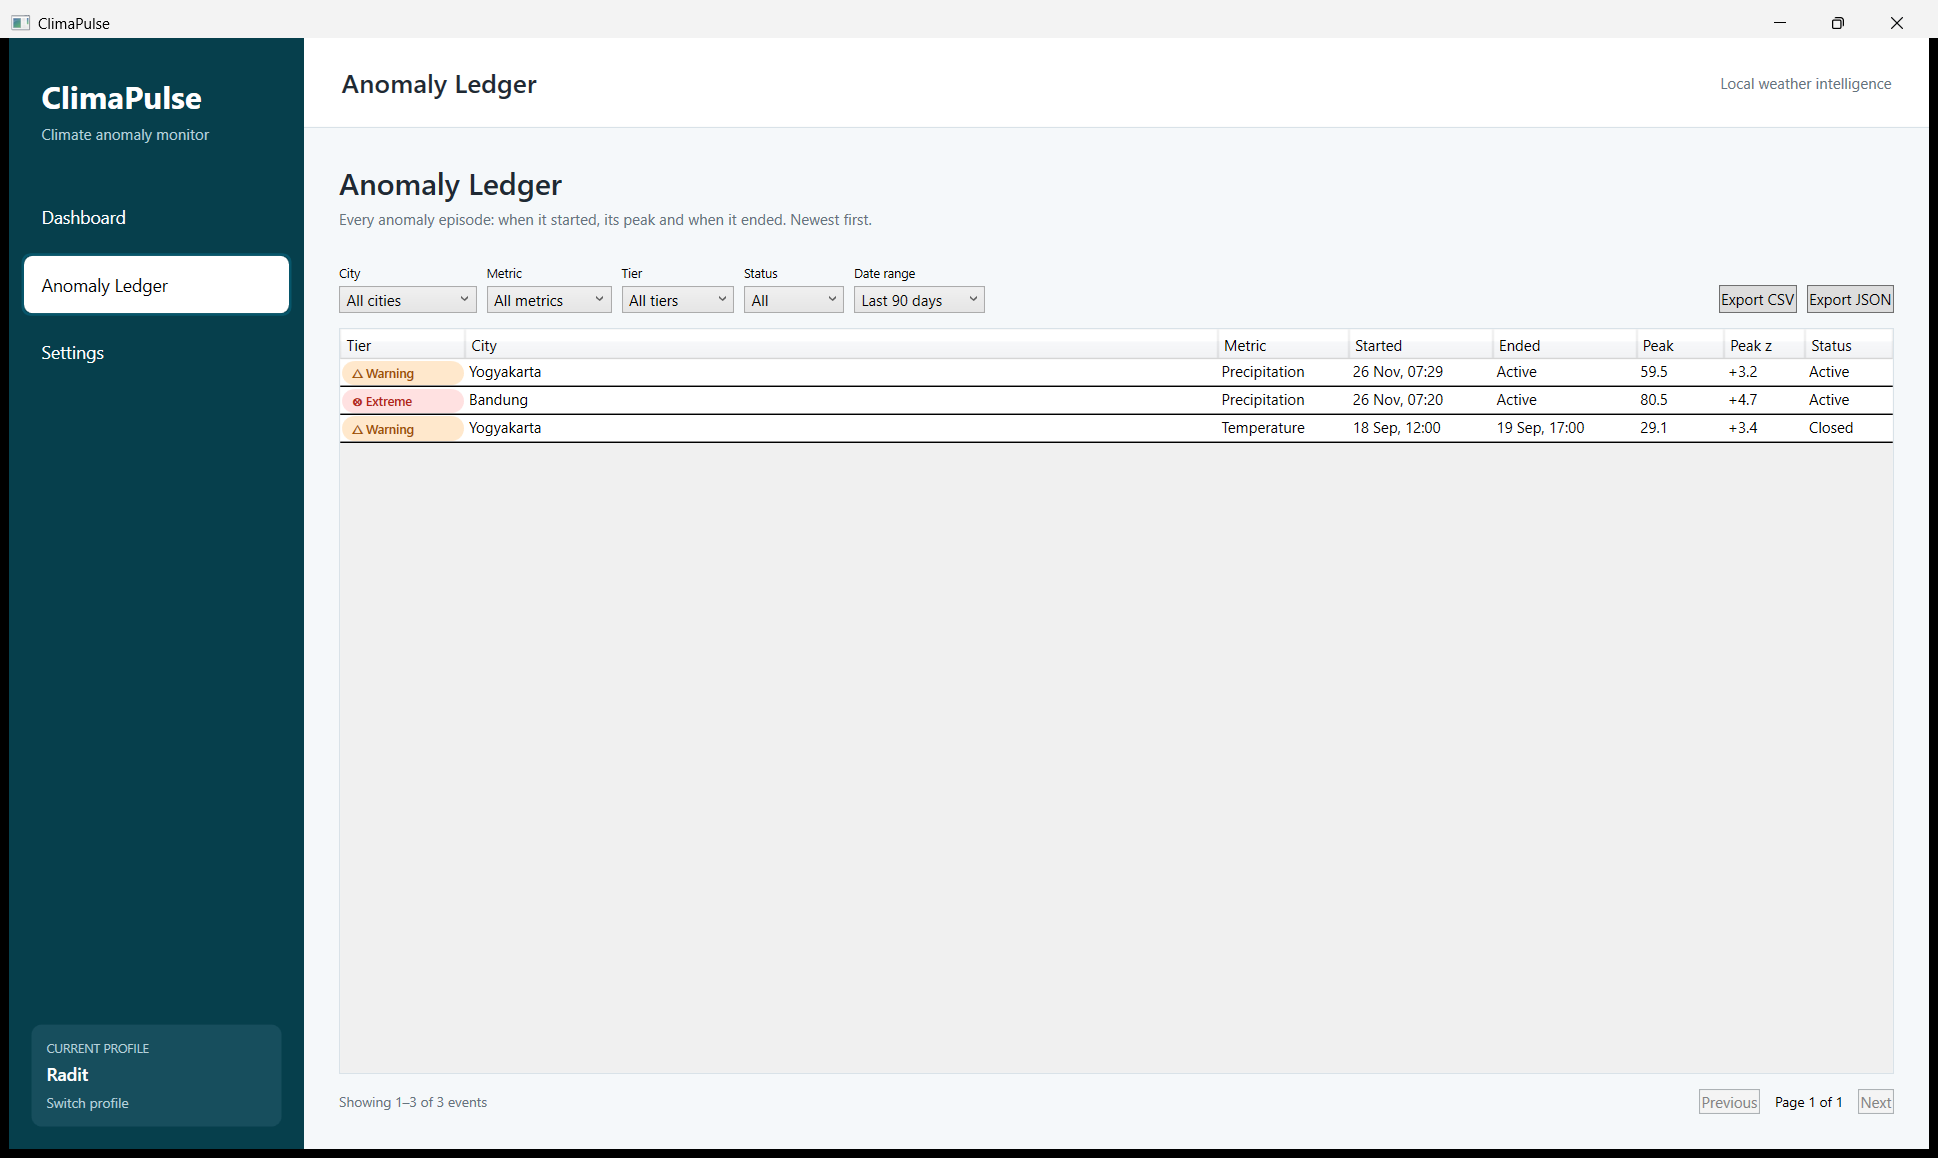 ClimaPulse
ClimaPulse
Climate anomaly monitor
Dashboard
Anomaly Ledger
Settings
CURRENT PROFILE
Radit
Switch profile
Anomaly Ledger
Local weather intelligence
Anomaly Ledger
Every anomaly episode: when it started, its peak and when it ended. Newest first.
City Metric Tier Status Date range
All cities All metrics All tiers All Last 90 days Export CSV Export JSON
Tier City Metric Started Ended Peak Peak z Status
Warning Yogyakarta Precipitation 26 Nov, 07:29 Active 59.5 +3.2 Active
Extreme Bandung Precipitation 26 Nov, 07:20 Active 80.5 +4.7 Active
Warning Yogyakarta Temperature 18 Sep, 12:00 19 Sep, 17:00 29.1 +3.4 Closed
Showing 1–3 of 3 events Previous Page 1 of 1 Next